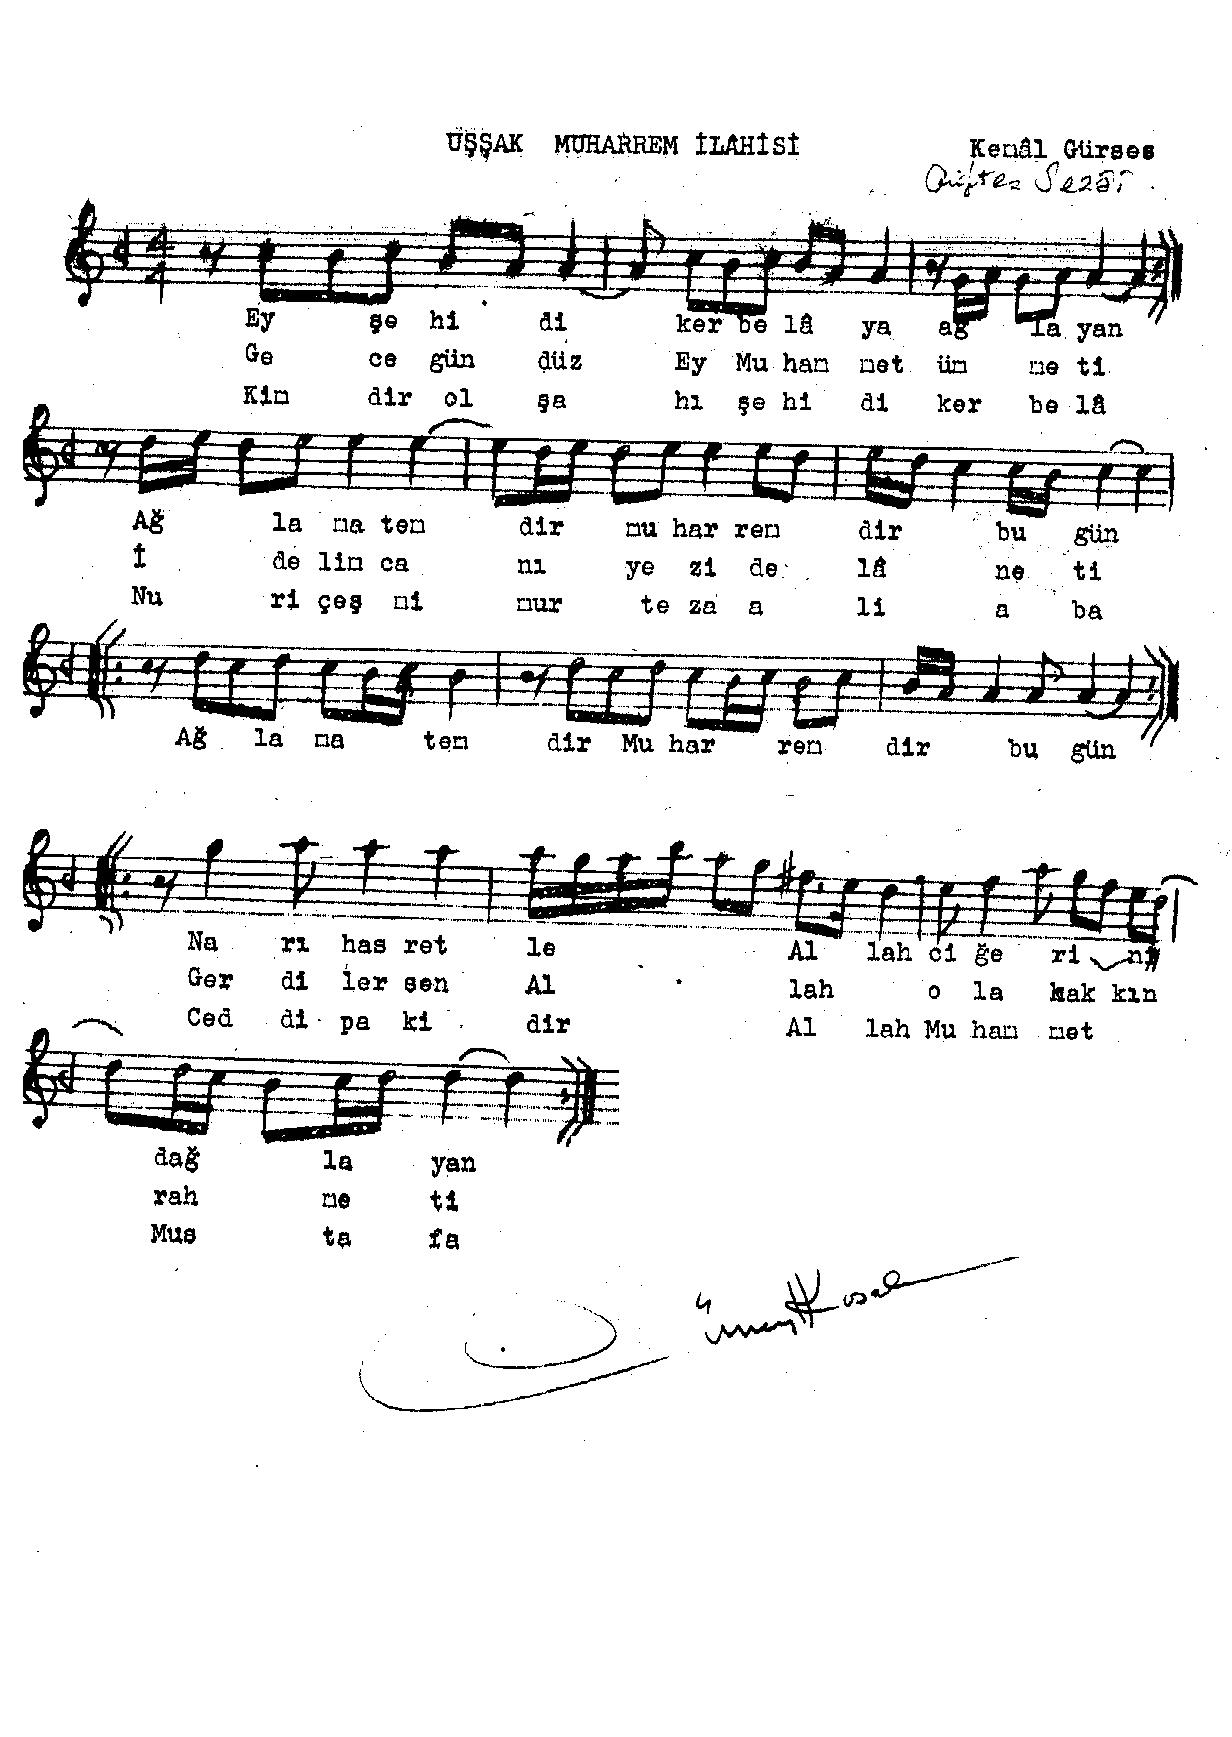 UŞŞAK MUHARREM İLÂHİSİ
Kemâl Gürses
Güfte: Sezâî
4
4
Ey şe hi di ker be lâ ya ağ la yan
Ge ce gün düz Ey Mu ham met üm me ti
Kim dir ol şa hı şe hi di ker be lâ
Ağ la ma tem dir mu har rem dir bu gün
İ de lim ca nı ye zi de lâ ne ti
Nu ri çeş mi mur te za a li a ba
Ağ la ma tem dir Mu har rem dir bu gün
Na rı has ret le Al lah ci ğe ri ni
Ger di ler sen Al lah o la hak kın
Ced di pa ki dir Al lah Mu ham met
dağ la yan
rah me ti
Mus ta fa